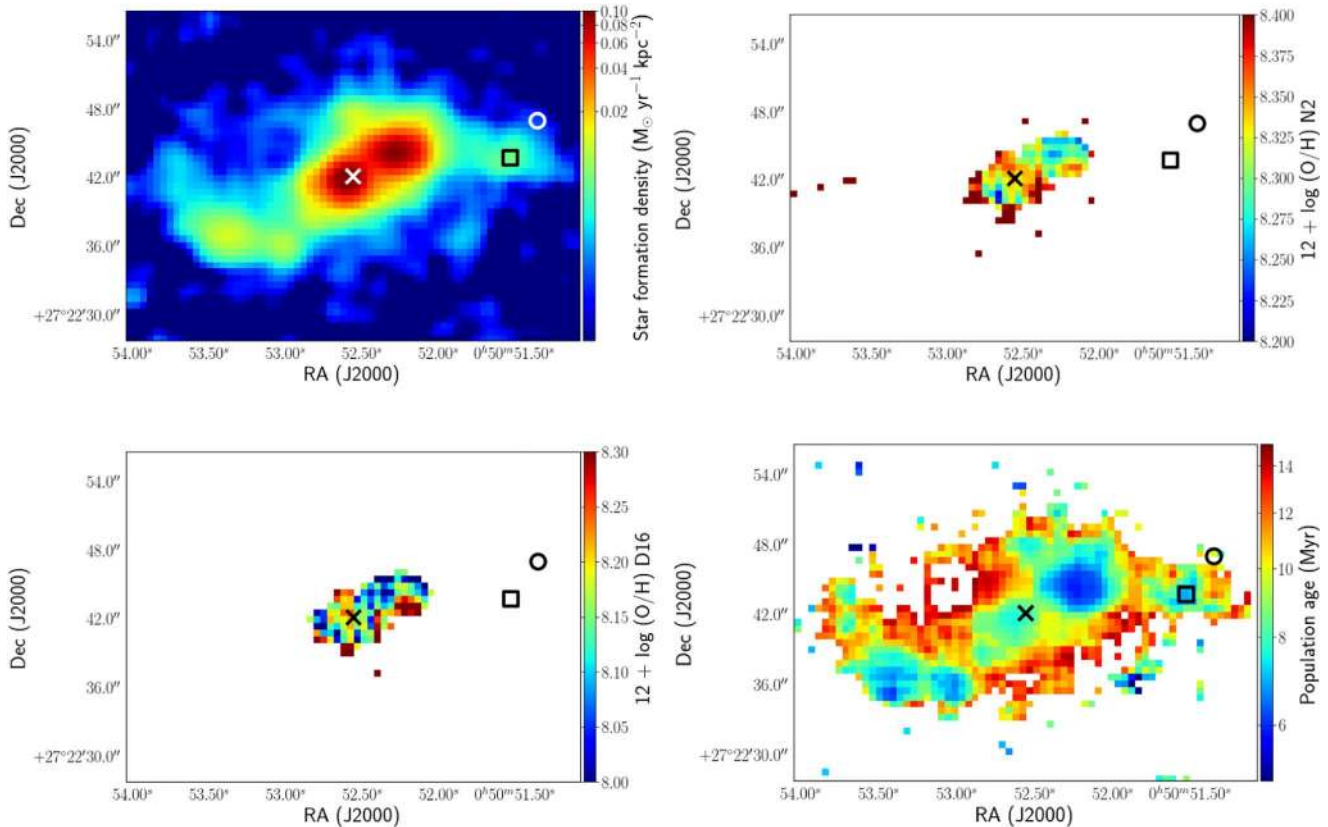 54.0″
48.0″
42.0″
36.0″
+27°22′30.0″
Dec (J2000)
54.00ˢ 53.50ˢ 53.00ˢ 52.50ˢ 52.00ˢ 0ʰ50ᵐ51.50ˢ
RA (J2000)
0.10
0.08
0.06
0.04
0.02
Star formation density (M⊙ yr⁻¹ kpc⁻²)
54.0″
48.0″
42.0″
36.0″
+27°22′30.0″
Dec (J2000)
54.00ˢ 53.50ˢ 53.00ˢ 52.50ˢ 52.00ˢ 0ʰ50ᵐ51.50ˢ
RA (J2000)
8.400
8.375
8.350
8.325
8.300
8.275
8.250
8.225
8.200
12 + log (O/H) N2
54.0″
48.0″
42.0″
36.0″
+27°22′30.0″
Dec (J2000)
54.00ˢ 53.50ˢ 53.00ˢ 52.50ˢ 52.00ˢ 0ʰ50ᵐ51.50ˢ
RA (J2000)
8.30
8.25
8.20
8.15
8.10
8.05
8.00
12 + log (O/H) D16
54.0″
48.0″
42.0″
36.0″
+27°22′30.0″
Dec (J2000)
54.00ˢ 53.50ˢ 53.00ˢ 52.50ˢ 52.00ˢ 0ʰ50ᵐ51.50ˢ
RA (J2000)
14
12
10
8
6
Population age (Myr)